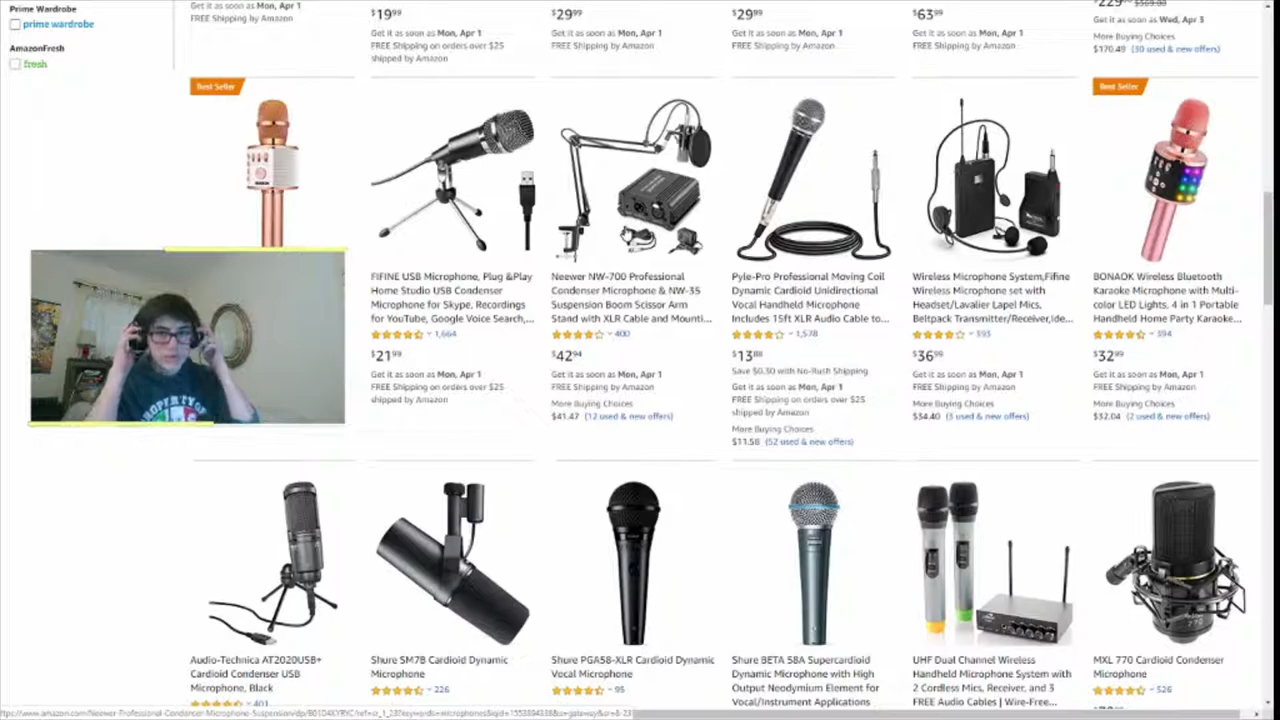 Prime Wardrobe
prime wardrobe
AmazonFresh
fresh
Get it as soon as Mon, Apr 1
FREE Shipping by Amazon
$19⁹⁹
Get it as soon as Mon, Apr 1
FREE Shipping on orders over $25
shipped by Amazon
$29⁹⁹
Get it as soon as Mon, Apr 1
FREE Shipping by Amazon
$29⁹⁹
Get it as soon as Mon, Apr 1
FREE Shipping by Amazon
$63⁹⁹
Get it as soon as Mon, Apr 1
FREE Shipping by Amazon
Get it as soon as Wed, Apr 3
More Buying Choices
$170.49 (30 used & new offers)
Best Seller
FIFINE USB Microphone, Plug &Play
Home Studio USB Condenser
Microphone for Skype, Recordings
for YouTube, Google Voice Search,...
1,664
$21⁹⁹
Get it as soon as Mon, Apr 1
FREE Shipping on orders over $25
shipped by Amazon
Neewer NW-700 Professional
Condenser Microphone & NW-35
Suspension Boom Scissor Arm
Stand with XLR Cable and Mounti...
400
$42⁹⁴
Get it as soon as Mon, Apr 1
FREE Shipping by Amazon
More Buying Choices
$41.47 (12 used & new offers)
Pyle-Pro Professional Moving Coil
Dynamic Cardioid Unidirectional
Vocal Handheld Microphone
Includes 15ft XLR Audio Cable to...
1,578
$13⁸⁸
Save $0.30 with No-Rush Shipping
Get it as soon as Mon, Apr 1
FREE Shipping on orders over $25
shipped by Amazon
More Buying Choices
$11.58 (52 used & new offers)
Wireless Microphone System,Fifine
Wireless Microphone set with
Headset/Lavalier Lapel Mics,
Beltpack Transmitter/Receiver,Ide...
393
$36⁹⁹
Get it as soon as Mon, Apr 1
FREE Shipping by Amazon
More Buying Choices
$34.40 (3 used & new offers)
Best Seller
BONAOK Wireless Bluetooth
Karaoke Microphone with Multi-
color LED Lights, 4 in 1 Portable
Handheld Home Party Karaoke...
394
$32⁹⁹
Get it as soon as Mon, Apr 1
FREE Shipping by Amazon
More Buying Choices
$32.04 (2 used & new offers)
PROPERTY OF
Audio-Technica AT2020USB+
Cardioid Condenser USB
Microphone, Black
401
Shure SM7B Cardioid Dynamic
Microphone
226
Shure PGA58-XLR Cardioid Dynamic
Vocal Microphone
95
Shure BETA 58A Supercardioid
Dynamic Microphone with High
Output Neodymium Element for
Vocal/Instrument Applications
UHF Dual Channel Wireless
Handheld Microphone System with
2 Cordless Mics, Receiver, and 3
FREE Audio Cables | Wire-Free...
MXL 770 Cardioid Condenser
Microphone
526